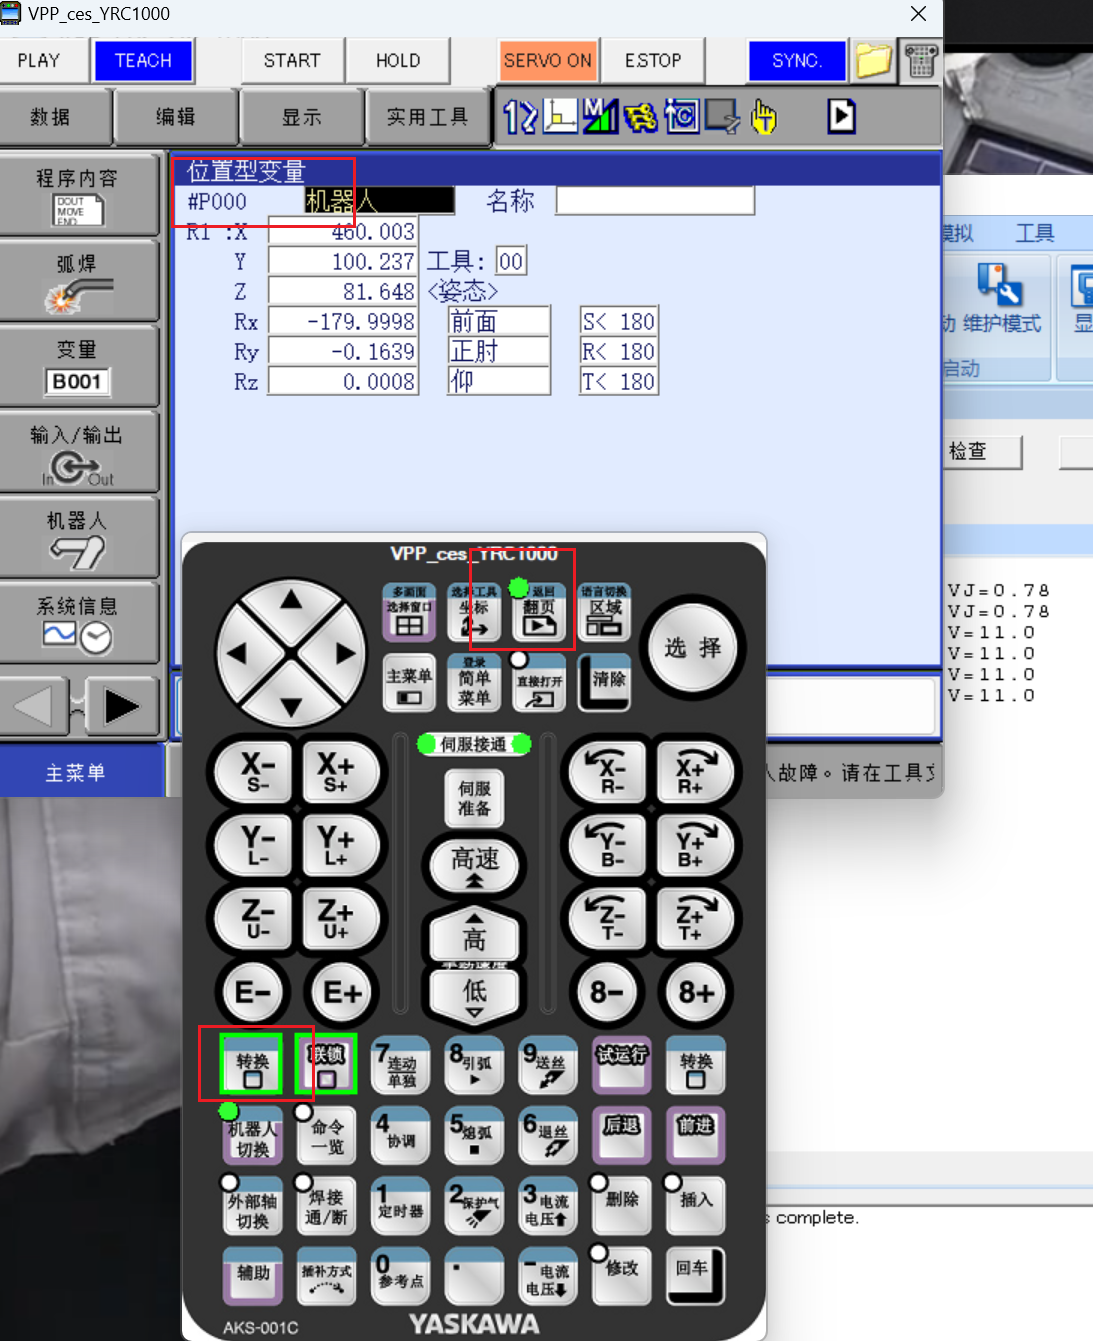 VPP_ces_YRC1000
PLAY TEACH START HOLD SERVO ON E.STOP SYNC.
数据 编辑 显示 实用工具
程序内容
DOUT
MOVE
END
弧焊
变量
B001
输入/输出
In Out
机器人
系统信息
主菜单
位置型变量
#P000 机器人 名称
R1 :X 460.003
Y 100.237 工具: 00
Z 81.648 <姿态>
Rx -179.9998 前面 S< 180
Ry -0.1639 正肘 R< 180
Rz 0.0008 仰 T< 180
故障。请在工具
模拟 工具
维护模式 显
启动
检查
VJ=0.78
VJ=0.78
V=11.0
V=11.0
V=11.0
V=11.0
s complete.
VPP_ces_YRC1000
多画面 选择窗口
选择工具 坐标
返回 翻页
语言切换 区域
选择
主菜单
登录 简单菜单
直接打开
清除
伺服接通
X- S-
X+ S+
伺服准备
X- R-
X+ R+
Y- L-
Y+ L+
高速
Y- B-
Y+ B+
Z- U-
Z+ U+
高
手动速度
Z- T-
Z+ T+
E- E+ 低 8- 8+
转换
联锁
7 连动 单独
8 引弧
9 送丝
试运行
转换
机器人切换
命令一览
4 协调
5 熄弧
6 退丝
后退
前进
外部轴切换
焊接通/断
1 定时器
2 保护气
3 电流电压
删除
插入
辅助
插补方式
0 参考点
.
- 电流电压
修改
回车
AKS-001C YASKAWA